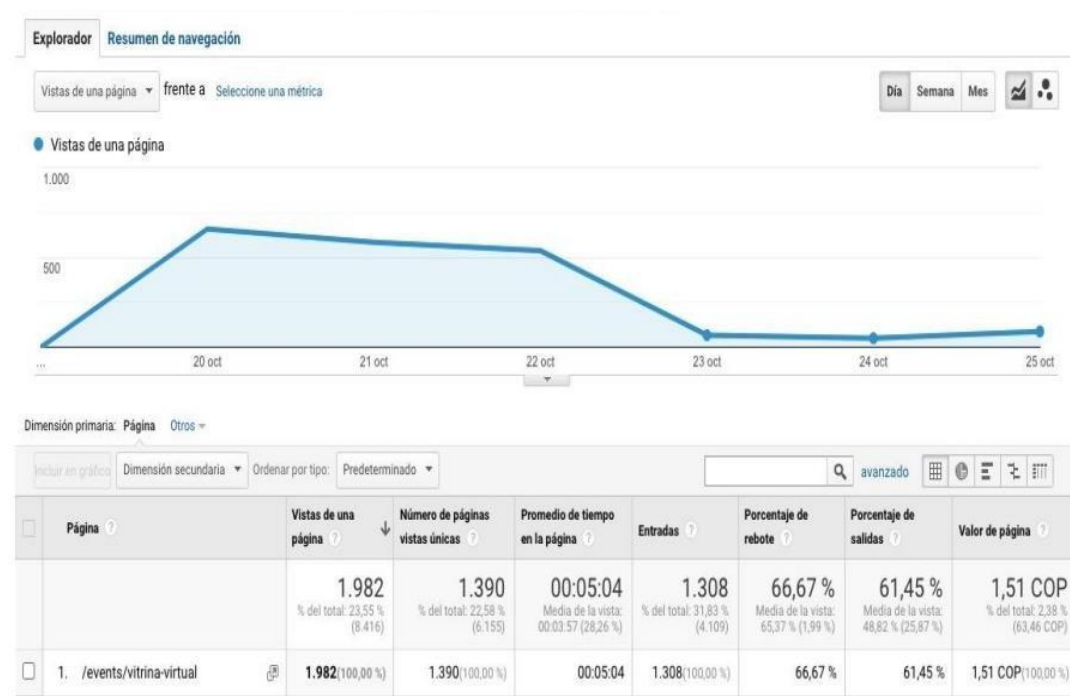 Explorador Resumen de navegación
Vistas de una página frente a Seleccione una métrica Día Semana Mes
Vistas de una página
1.000
500
... 20 oct 21 oct 22 oct 23 oct 24 oct 25 oct
Dimensión primaria: Página Otros
Incluir en gráfico Dimensión secundaria Ordenar por tipo: Predeterminado avanzado
Página ? Vistas de una página ? Número de páginas vistas únicas ? Promedio de tiempo en la página ? Entradas ? Porcentaje de rebote ? Porcentaje de salidas ? Valor de página ?
1.982 1.390 00:05:04 1.308 66,67 % 61,45 % 1,51 COP
% del total: 23,55 % % del total: 22,58 % Media de la vista: % del total: 31,83 % Media de la vista: Media de la vista: % del total: 2,38 %
(8.416) (6.155) 00:03:57 (28,26 %) (4.109) 65,37 % (1,99 %) 48,82 % (25,87 %) (63,46 COP)
1. /events/vitrina-virtual 1.982(100,00 %) 1.390(100,00 %) 00:05:04 1.308(100,00 %) 66,67 % 61,45 % 1,51 COP(100,00 %)